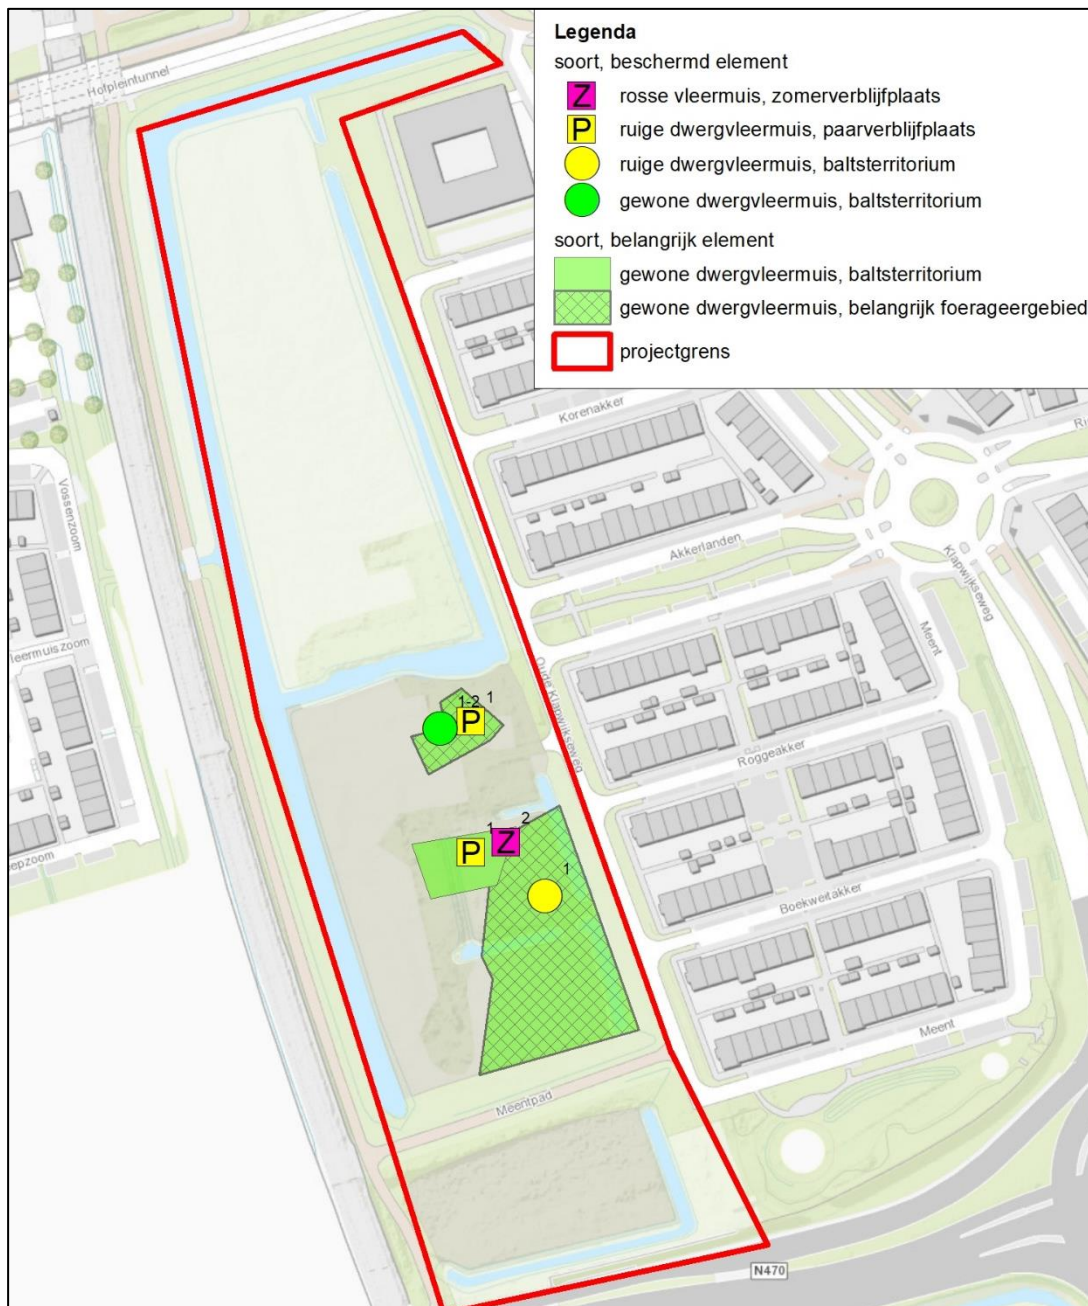 Legenda
soort, beschermd element
Z rosse vleermuis, zomerverblijfplaats
P ruige dwergvleermuis, paarverblijfplaats
ruige dwergvleermuis, baltsterritorium
gewone dwergvleermuis, baltsterritorium
soort, belangrijk element
gewone dwergvleermuis, baltsterritorium
gewone dwergvleermuis, belangrijk foerageergebied
projectgrens
Hofpleintunnel
Korenakker
Akkerlanden
Klapwijkseweg
Vossenzoom
Meent
Oude Klapwijkseweg
Roggeakker
1-2 1
P
1 2
P Z
1
Boekweitakker
Meent
Meentpad
N470